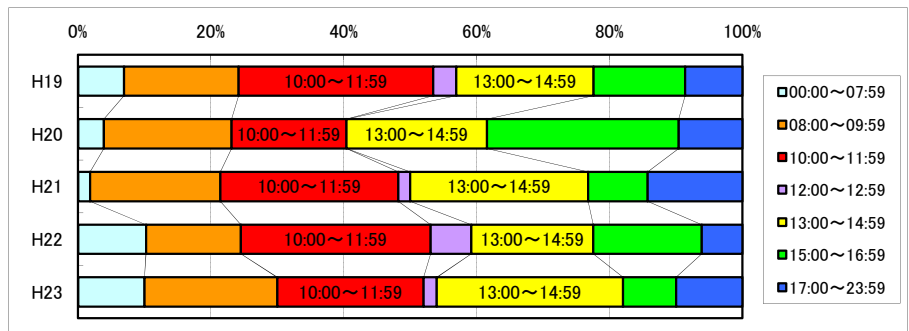 0% 20% 40% 60% 80% 100%
H19 10:00～11:59 13:00～14:59
H20 10:00～11:59 13:00～14:59
H21 10:00～11:59 13:00～14:59
H22 10:00～11:59 13:00～14:59
H23 10:00～11:59 13:00～14:59
00:00～07:59
08:00～09:59
10:00～11:59
12:00～12:59
13:00～14:59
15:00～16:59
17:00～23:59